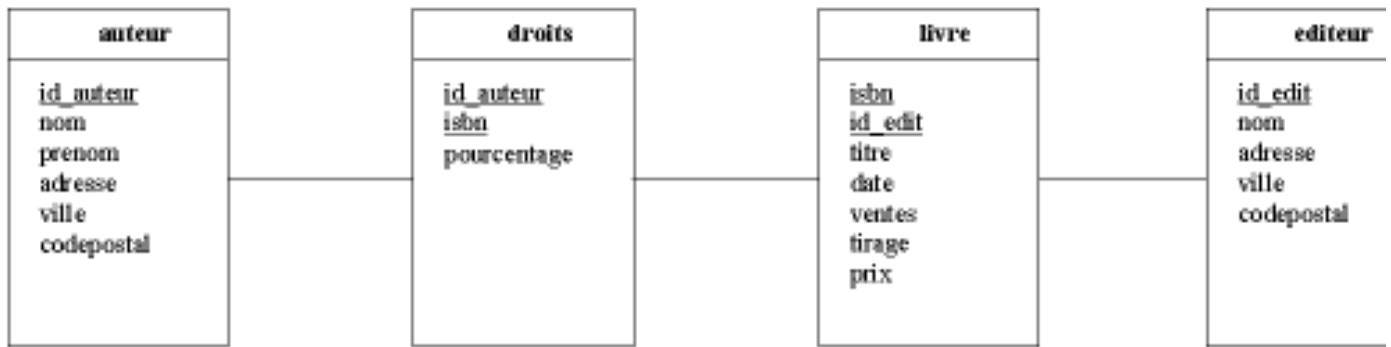 auteur
id_auteur
nom
prenom
adresse
ville
codepostal
droits
id_auteur
isbn
pourcentage
livre
isbn
id_edit
titre
date
ventes
tirage
prix
editeur
id_edit
nom
adresse
ville
codepostal